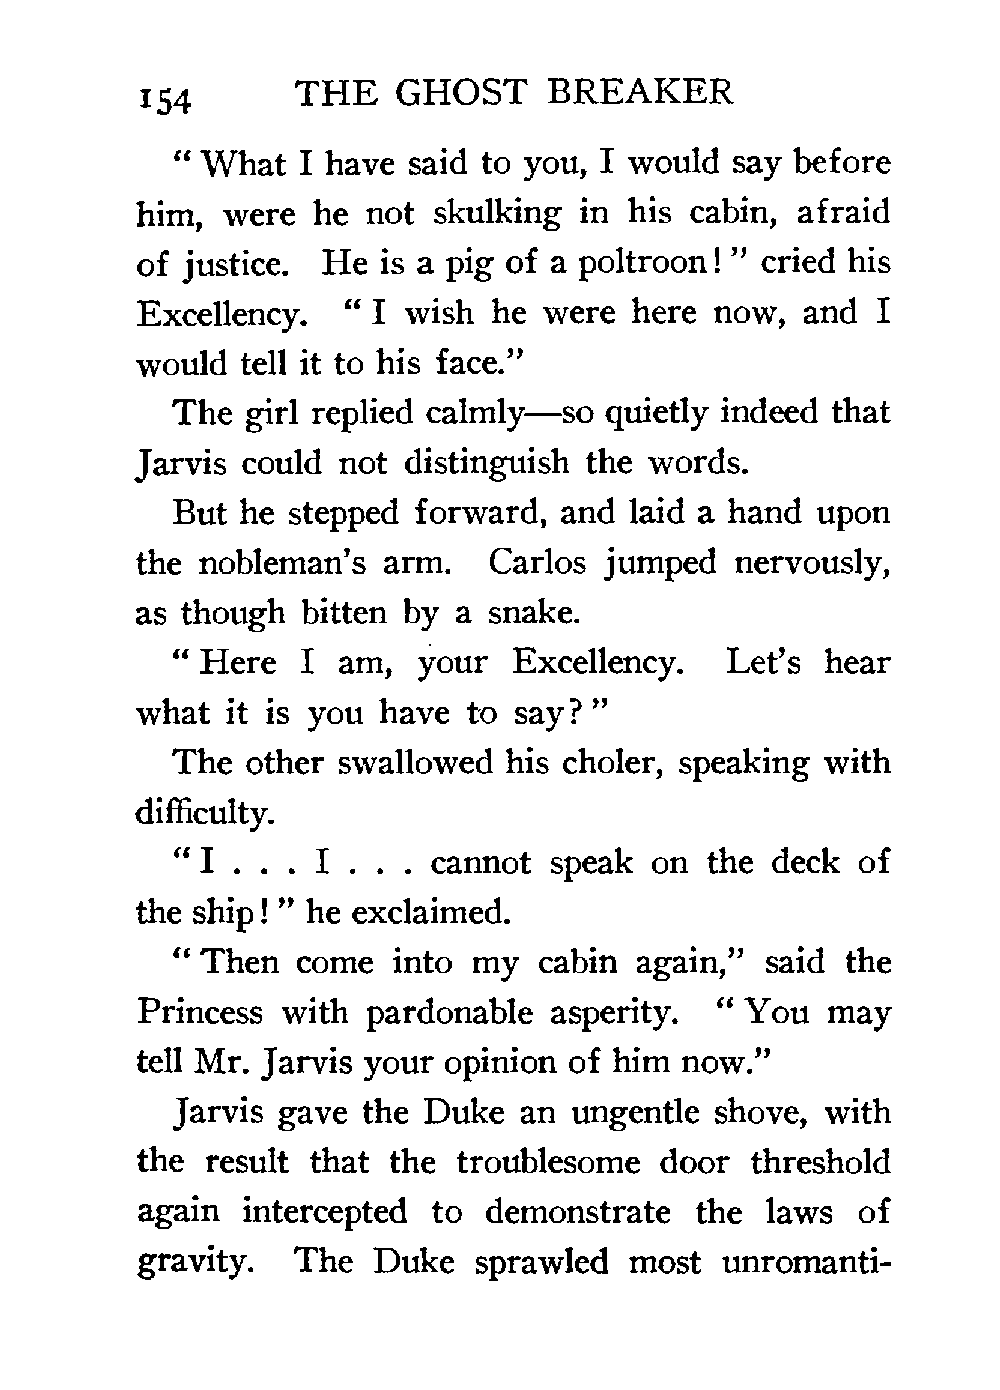 154 THE GHOST BREAKER
“ What I have said to you, I would say before
him, were he not skulking in his cabin, afraid
of justice. He is a pig of a poltroon! ” cried his
Excellency. “ I wish he were here now, and I
would tell it to his face.”
The girl replied calmly—so quietly indeed that
Jarvis could not distinguish the words.
But he stepped forward, and laid a hand upon
the nobleman’s arm. Carlos jumped nervously,
as though bitten by a snake.
“ Here I am, your Excellency. Let’s hear
what it is you have to say? ”
The other swallowed his choler, speaking with
difficulty.
“ I . . . I . . . cannot speak on the deck of
the ship! ” he exclaimed.
“ Then come into my cabin again,” said the
Princess with pardonable asperity. “ You may
tell Mr. Jarvis your opinion of him now.”
Jarvis gave the Duke an ungentle shove, with
the result that the troublesome door threshold
again intercepted to demonstrate the laws of
gravity. The Duke sprawled most unromanti-